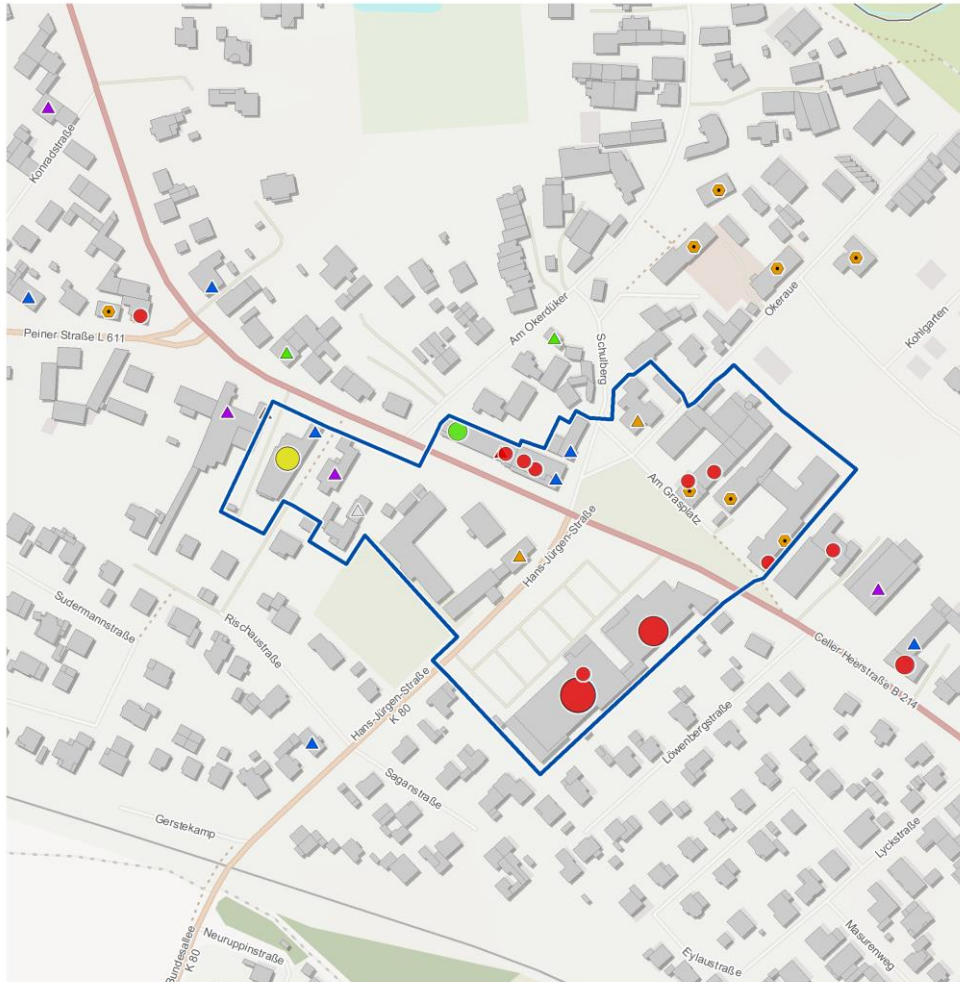 Konradstraße
Peiner Straße L 611
Am Okerdüker
Schulberg
Okeraue
Kohlgarten
Am Grasplatz
Hans-Jürgen-Straße
Sudermannstraße
Rischaustraße
Celler Heerstraße B 214
Hans-Jürgen-Straße
K 80
Löwenbergstraße
Saganstraße
Gerstekamp
Lyckstraße
Masurenweg
Neuruppinstraße
Bundesallee
K 80
Eylaustraße